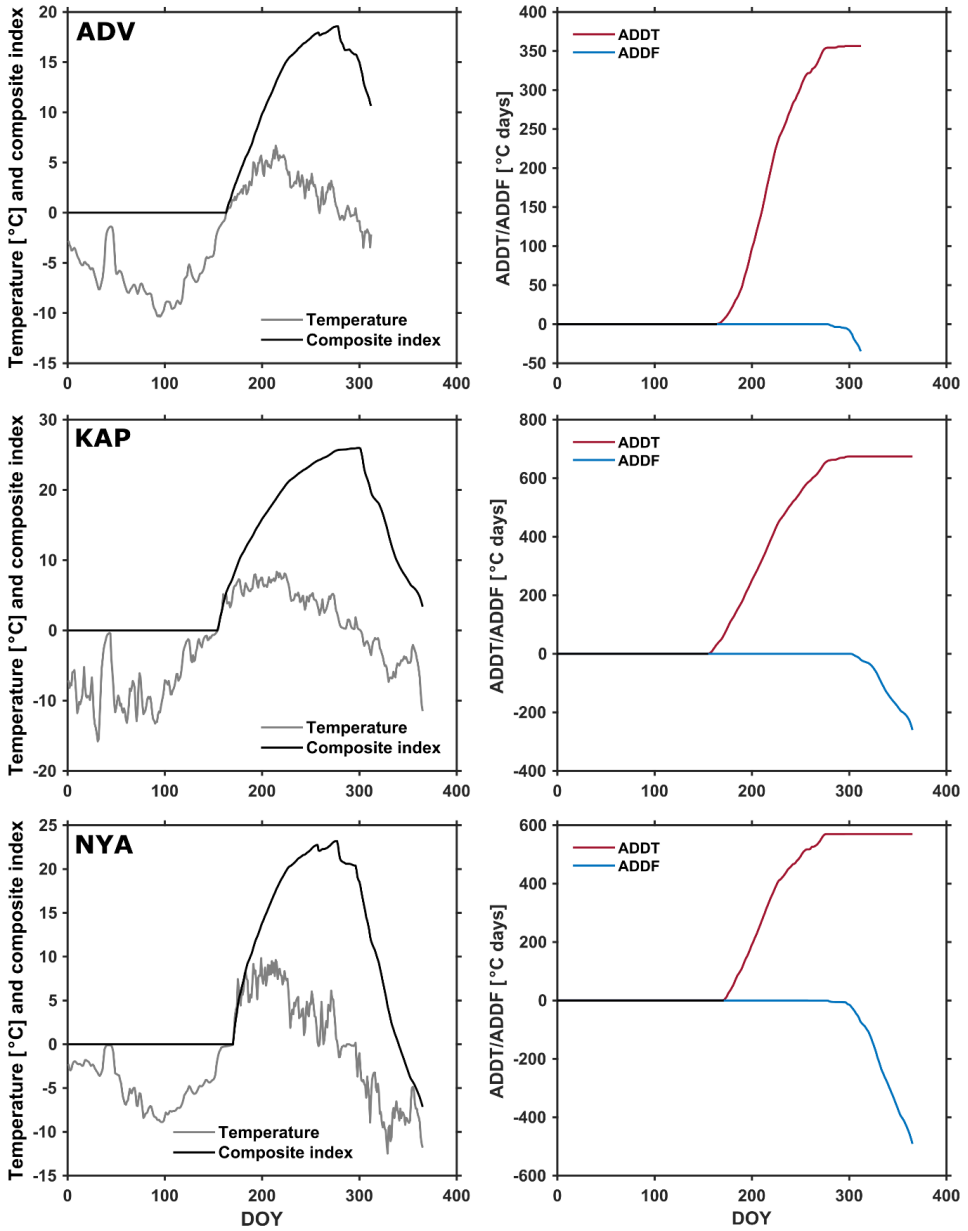 ADV
Temperature [°C] and composite index
20
15
10
5
0
-5
-10
-15
Temperature
Composite index
0 100 200 300 400
ADDT/ADDF [°C days]
400
350
300
250
200
150
100
50
0
-50
ADDT
ADDF
0 100 200 300 400
KAP
Temperature [°C] and composite index
30
20
10
0
-10
-20
Temperature
Composite index
0 100 200 300 400
ADDT/ADDF [°C days]
800
600
400
200
0
-200
-400
ADDT
ADDF
0 100 200 300 400
NYA
Temperature [°C] and composite index
25
20
15
10
5
0
-5
-10
-15
Temperature
Composite index
0 100 200 300 400
DOY
ADDT/ADDF [°C days]
600
400
200
0
-200
-400
-600
ADDT
ADDF
0 100 200 300 400
DOY